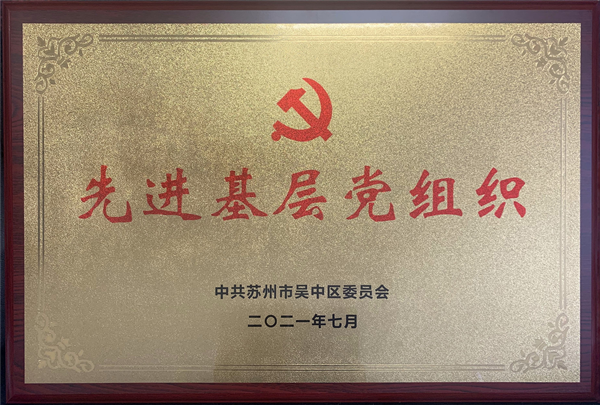 先进基层党组织
中共苏州市吴中区委员会
二〇二一年七月